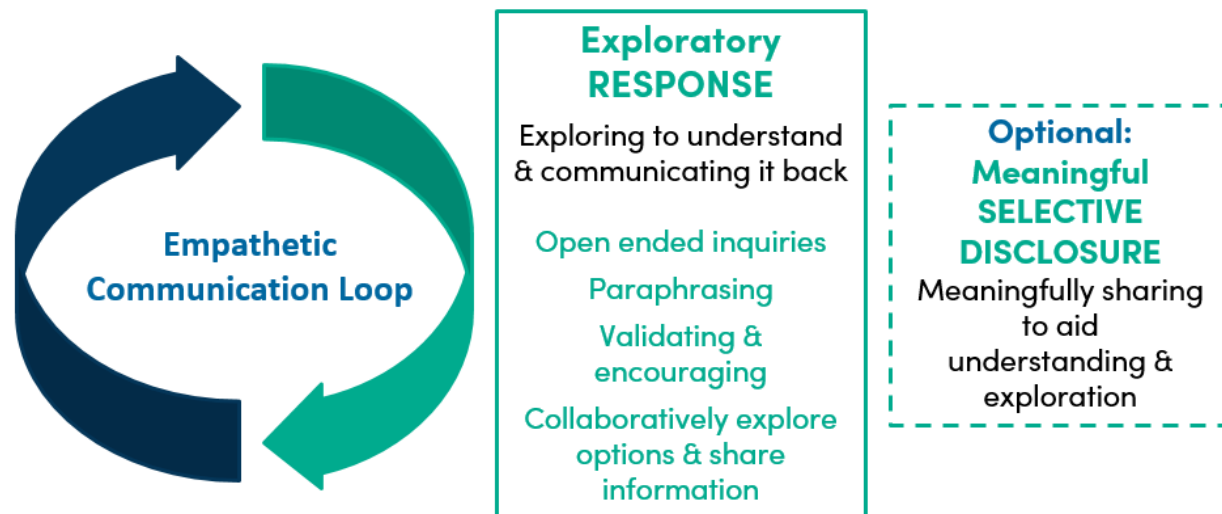 Empathetic
Communication Loop
Exploratory
RESPONSE
Exploring to understand
& communicating it back
Open ended inquiries
Paraphrasing
Validating &
encouraging
Collaboratively explore
options & share
information
Optional:
Meaningful
SELECTIVE
DISCLOSURE
Meaningfully sharing
to aid
understanding &
exploration